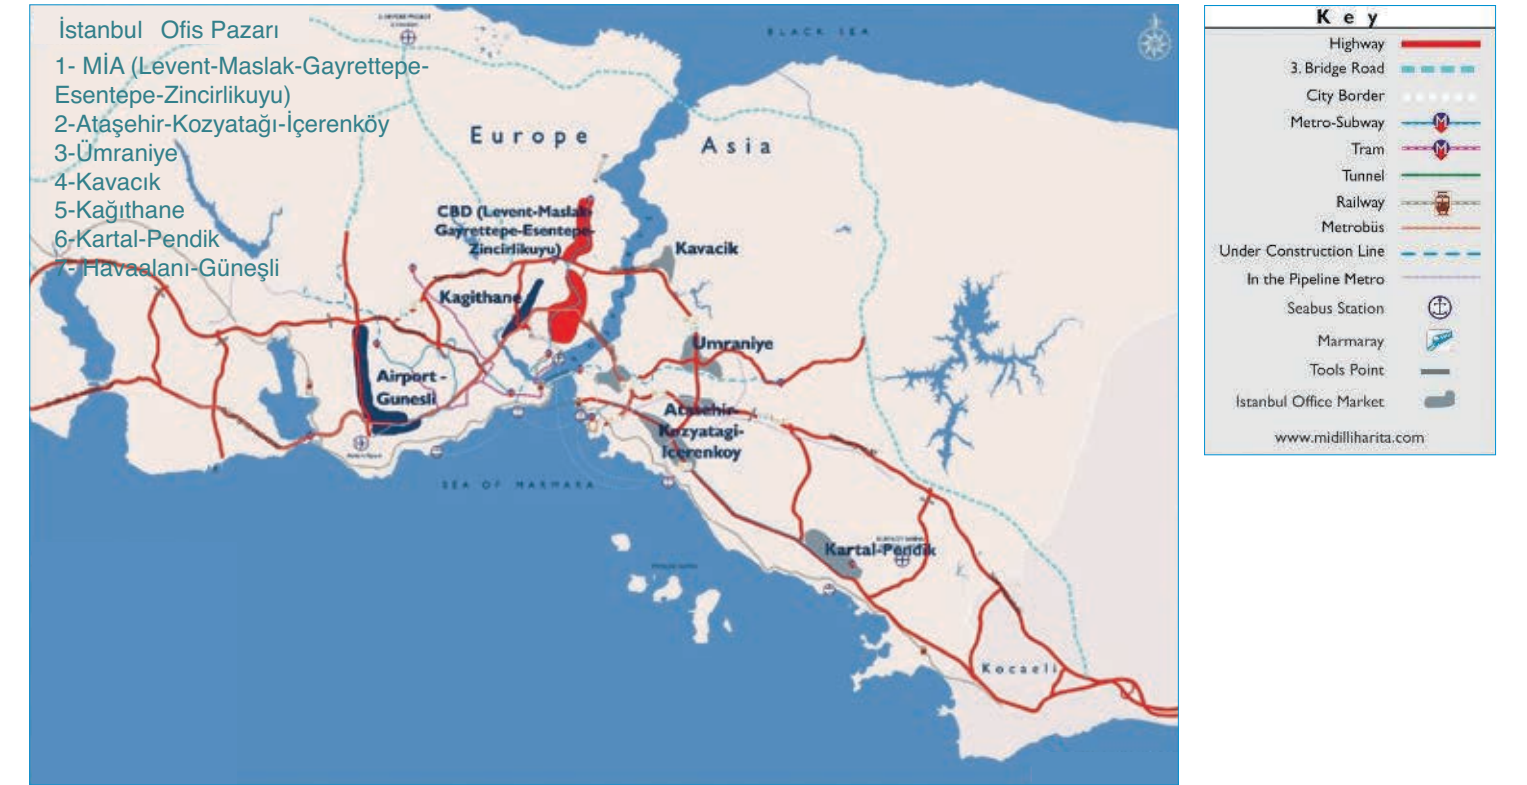 İstanbul Ofis Pazarı
1- MİA (Levent-Maslak-Gayrettepe-
Esentepe-Zincirlikuyu)
2-Ataşehir-Kozyatağı-İçerenköy
3-Ümraniye
4-Kavacık
5-Kağıthane
6-Kartal-Pendik
7- Havaalanı-Güneşli
BLACK SEA
Europe
Asia
CBD (Levent-Maslak-
Gayrettepe-Esentepe-
Zincirlikuyu)
Kavacik
Kagithane
Umraniye
Airport -
Gunesli
Atasehir-
Kozyatagi-
Icerenkoy
SEA OF MARMARA
Kartal-Pendik
Kocaeli
Key
Highway
3. Bridge Road
City Border
Metro-Subway
M
Tram
M
Tunnel
Railway
Metrobüs
Under Construction Line
In the Pipeline Metro
Seabus Station
Marmaray
Tools Point
Istanbul Office Market
www.midilliharita.com